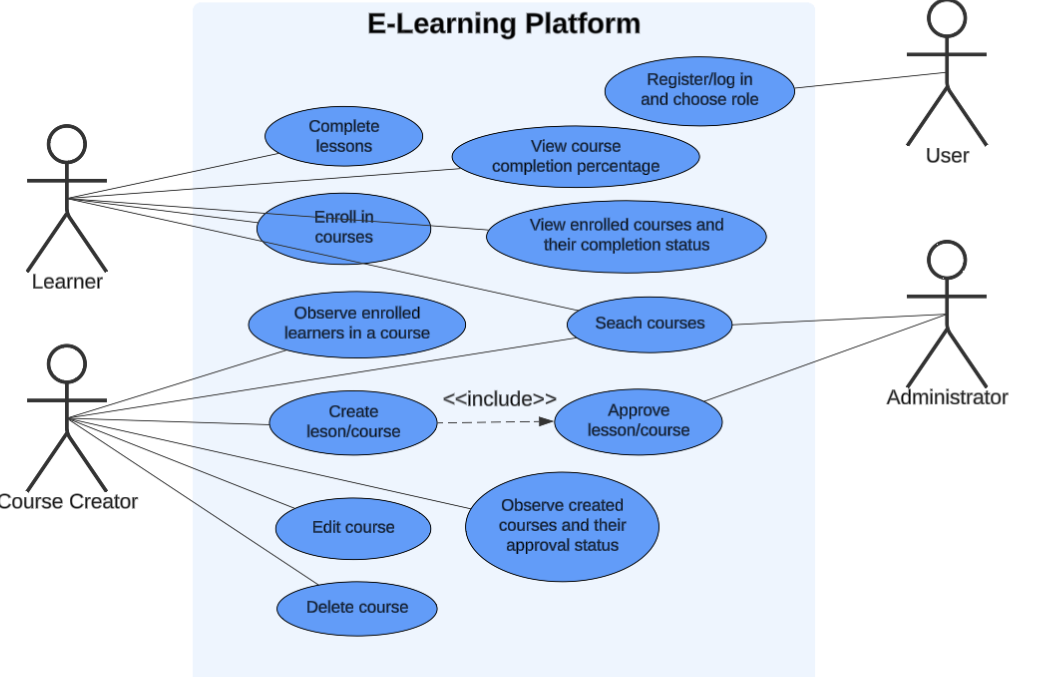 E-Learning Platform
Register/log in
and choose role
User
Complete
lessons
View course
completion percentage
Learner
Enroll in
courses
View enrolled courses and
their completion status
Observe enrolled
learners in a course
Seach courses
Administrator
Create
leson/course
<<include>>
Approve
lesson/course
Course Creator
Edit course
Observe created
courses and their
approval status
Delete course